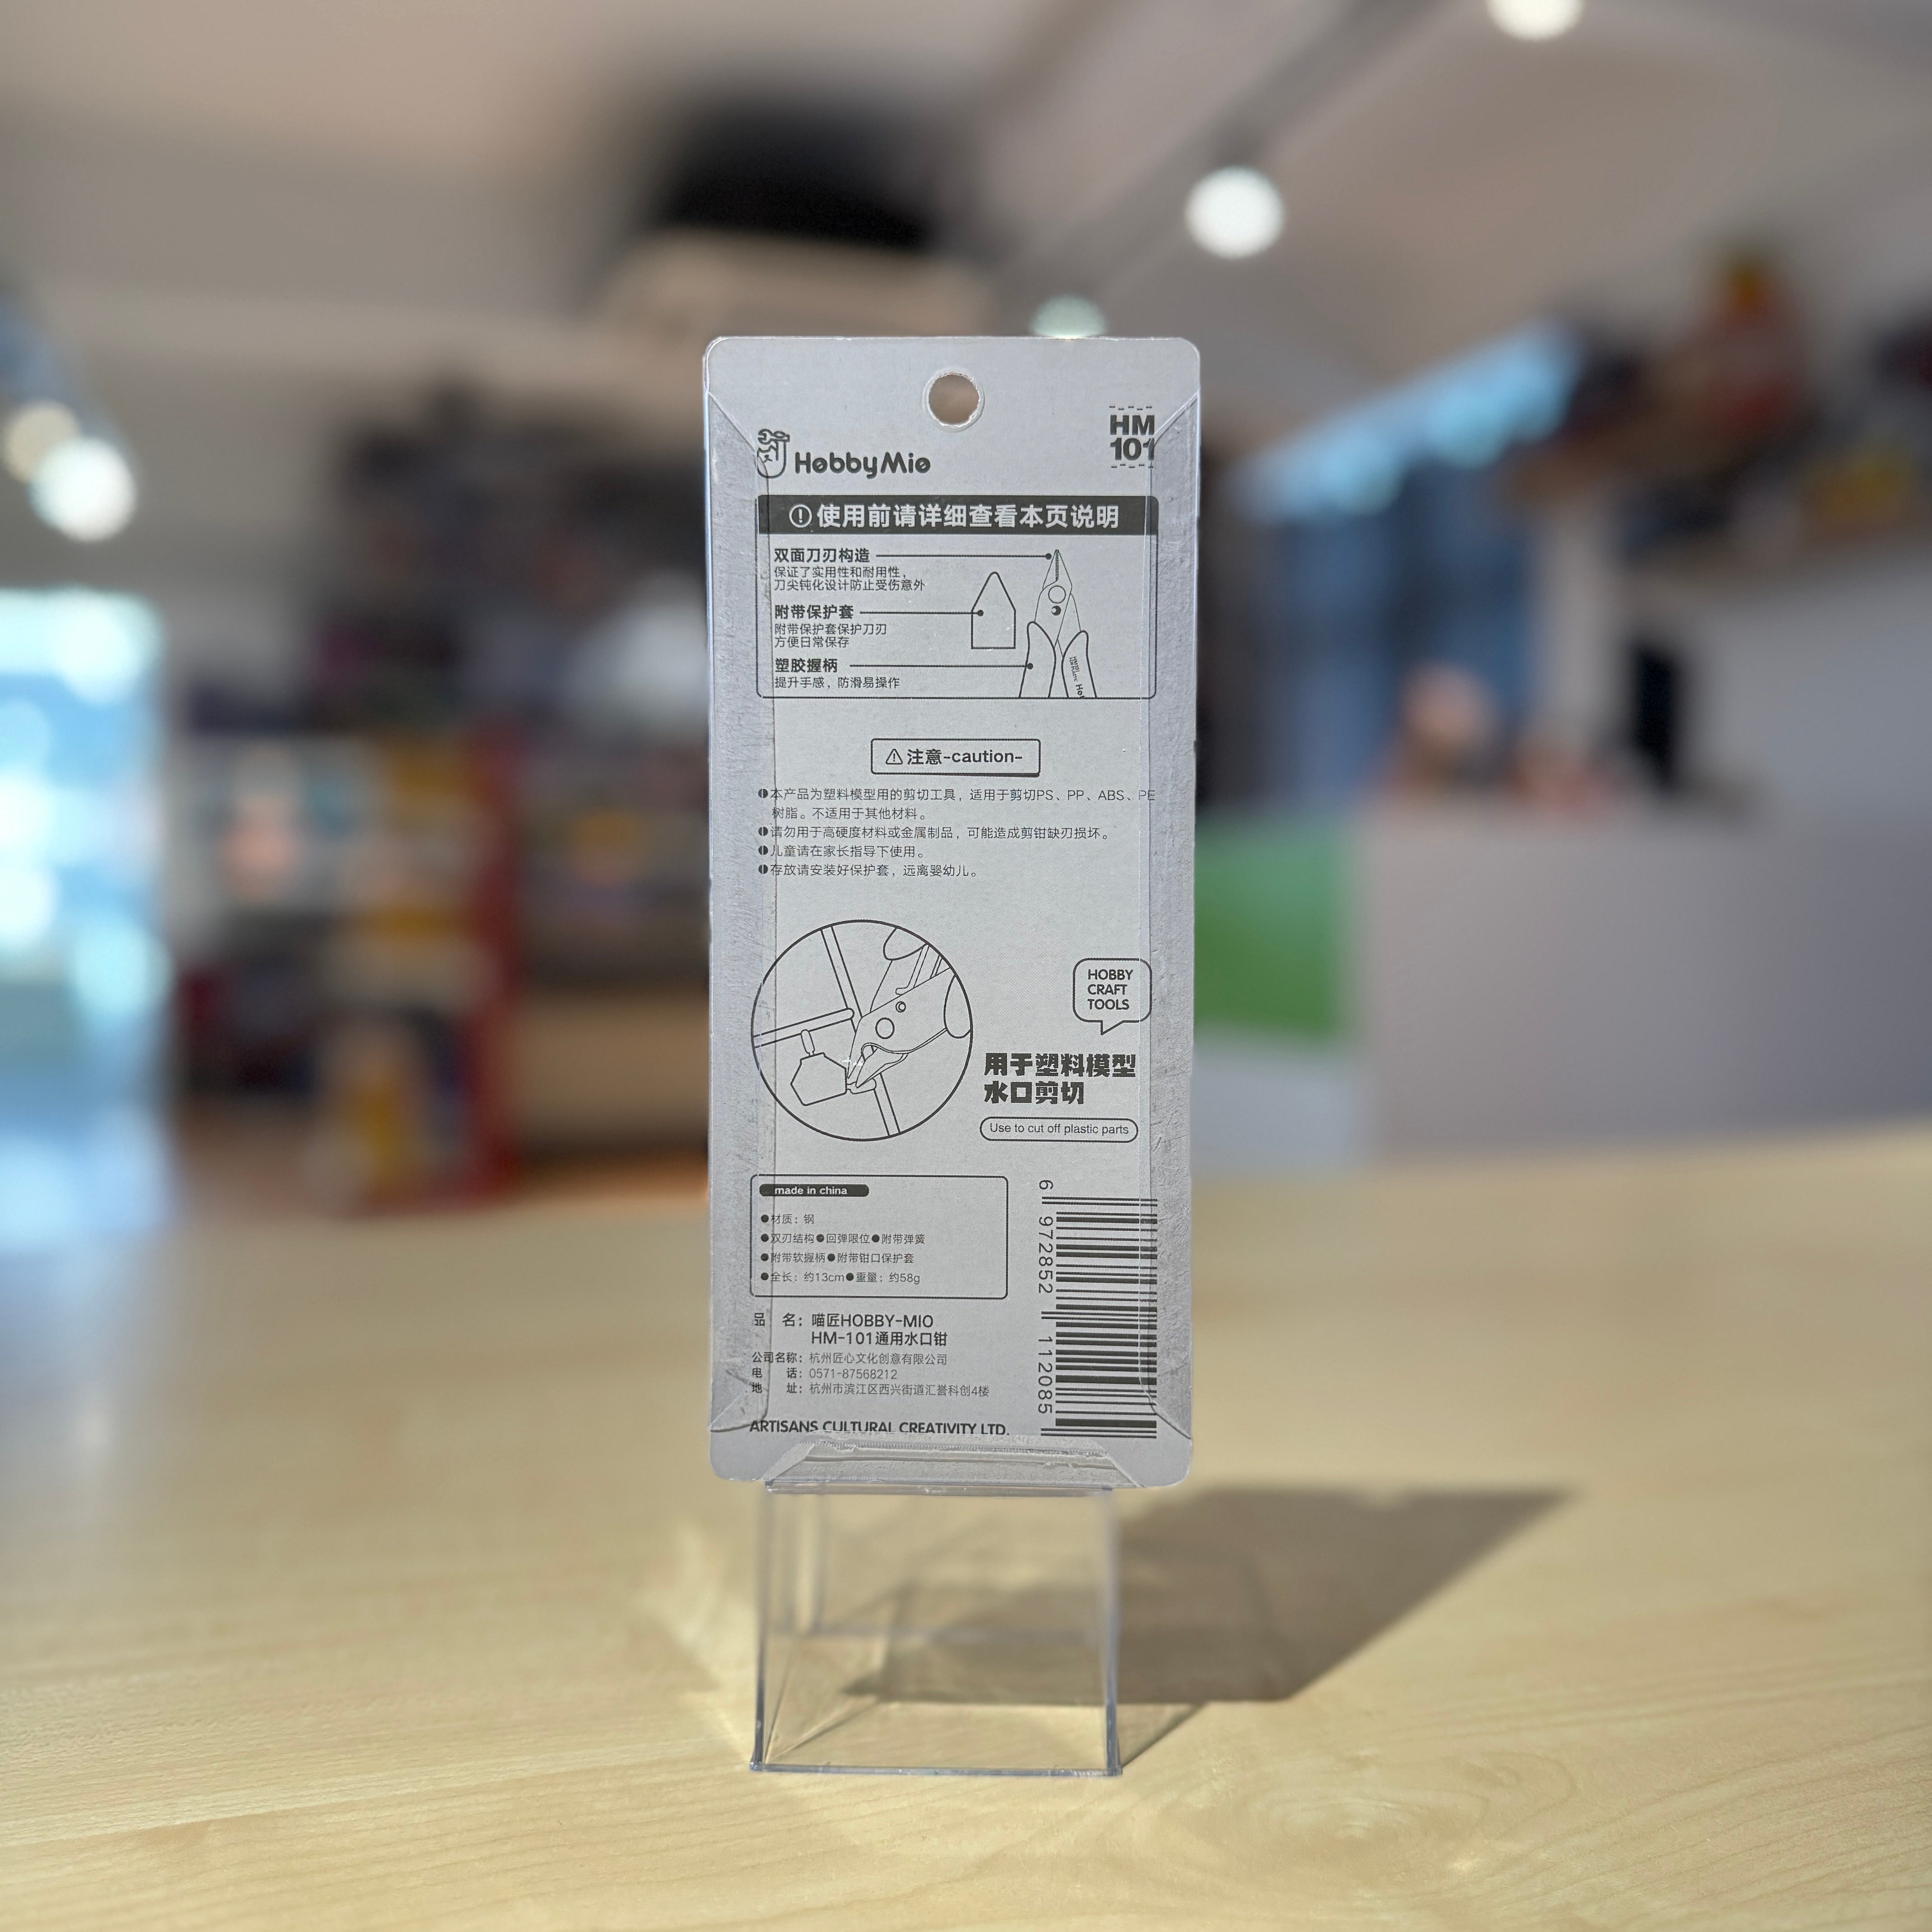 HobbyMio
HM
101
使用前请详细查看本页说明
双面刀刃构造
保证了实用性和耐用性，
刀尖钝化设计防止受伤意外
附带保护套
附带保护套保护刀刃
方便日常保存
塑胶握柄
提升手感，防滑易操作
注意-caution-
本产品为塑料模型用的剪切工具，适用于剪切PS、PP、ABS、PE
树脂。不适用于其他材料。
请勿用于高硬度材料或金属制品，可能造成剪钳缺刃损坏。
儿童请在家长指导下使用。
存放请安装好保护套，远离婴幼儿。
HOBBY
CRAFT
TOOLS
用于塑料模型
水口剪切
Use to cut off plastic parts
made in china
●材质：钢
●双刃结构●回弹限位●附带弹簧
●附带软握柄●附带钳口保护套
●全长：约13cm●重量：约58g
品 名：喵匠HOBBY-MIO
HM-101通用水口钳
公司名称：杭州匠心文化创意有限公司
电 话：0571-87568212
地 址：杭州市滨江区西兴街道汇誉科创4楼
ARTISANS CULTURAL CREATIVITY LTD.
6 972852 112085